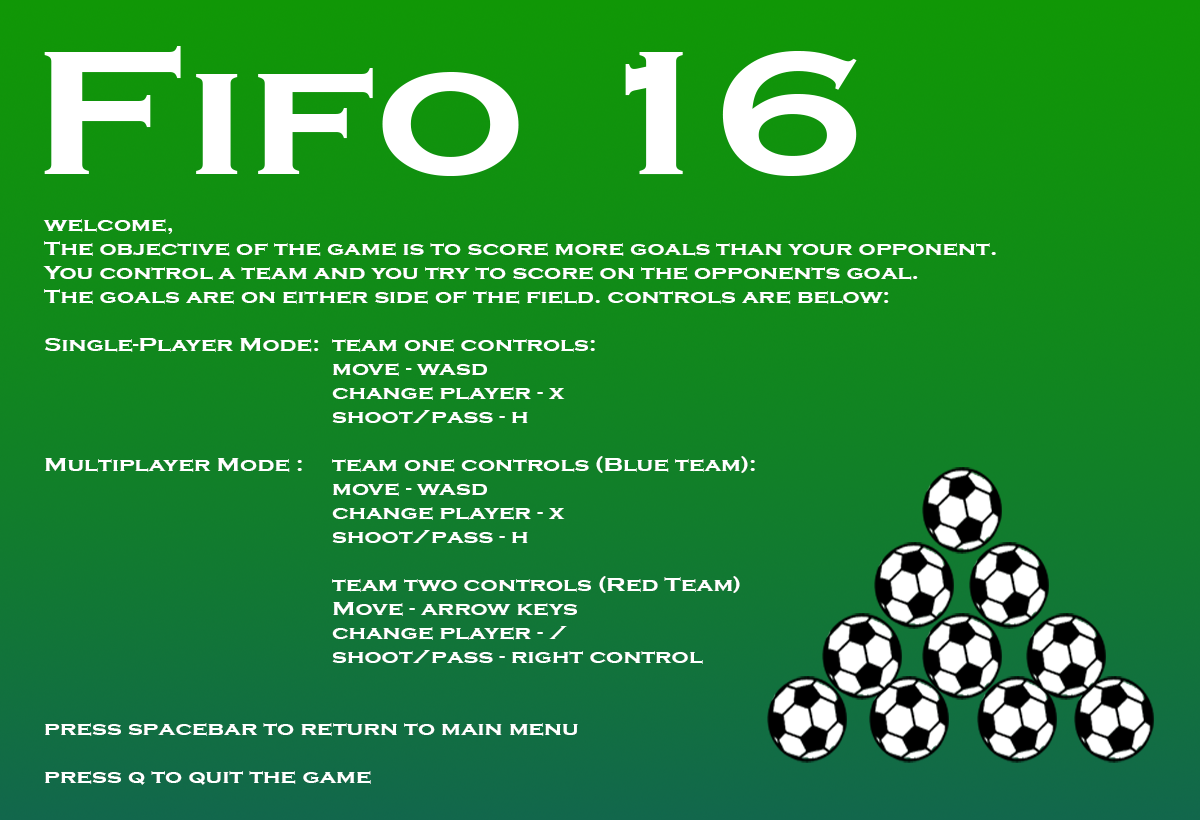 Fifo 16
welcome,
The objective of the game is to score more goals than your opponent.
You control a team and you try to score on the opponents goal.
The goals are on either side of the field. controls are below:
Single-Player Mode: team one controls:
move - wasd
change player - x
shoot/pass - h
Multiplayer Mode : team one controls (Blue team):
move - wasd
change player - x
shoot/pass - h
team two controls (Red Team)
Move - arrow keys
change player - /
shoot/pass - right control
press spacebar to return to main menu
press q to quit the game